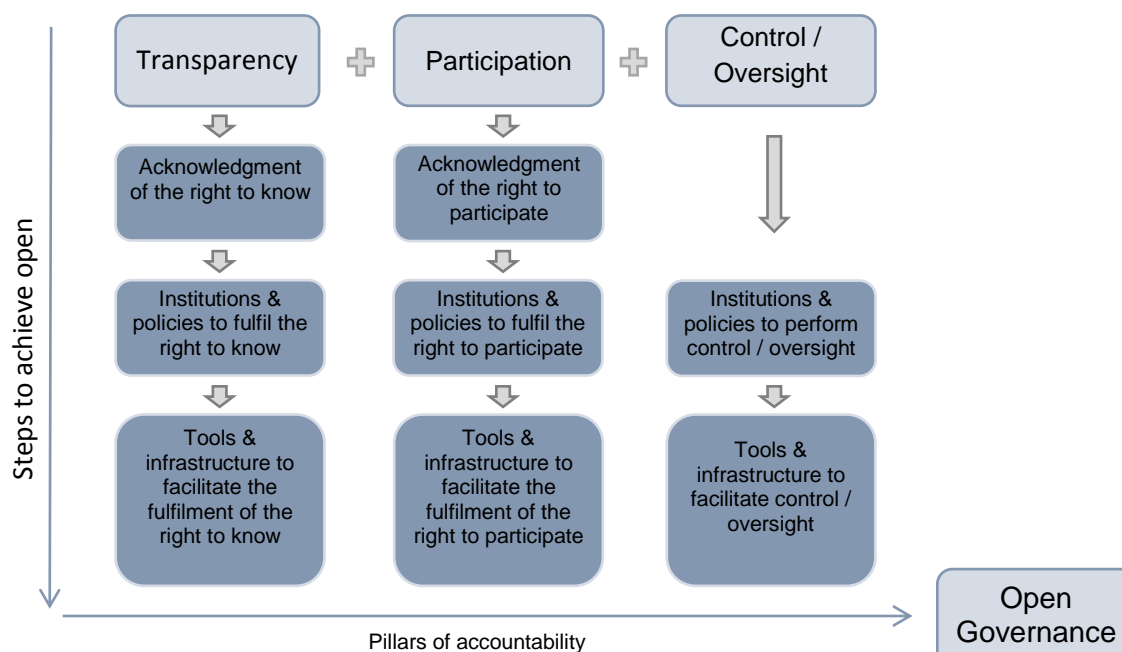 Transparency
Participation
Control /
Oversight
Acknowledgment
of the right to know
Acknowledgment
of the right to
participate
Institutions &
policies to fulfil the
right to know
Institutions &
policies to fulfil the
right to participate
Institutions &
policies to perform
control / oversight
Tools &
infrastructure to
facilitate the
fulfilment of the
right to know
Tools &
infrastructure to
facilitate the
fulfilment of the
right to participate
Tools &
infrastructure to
facilitate control /
oversight
Steps to achieve open
Pillars of accountability
Open
Governance